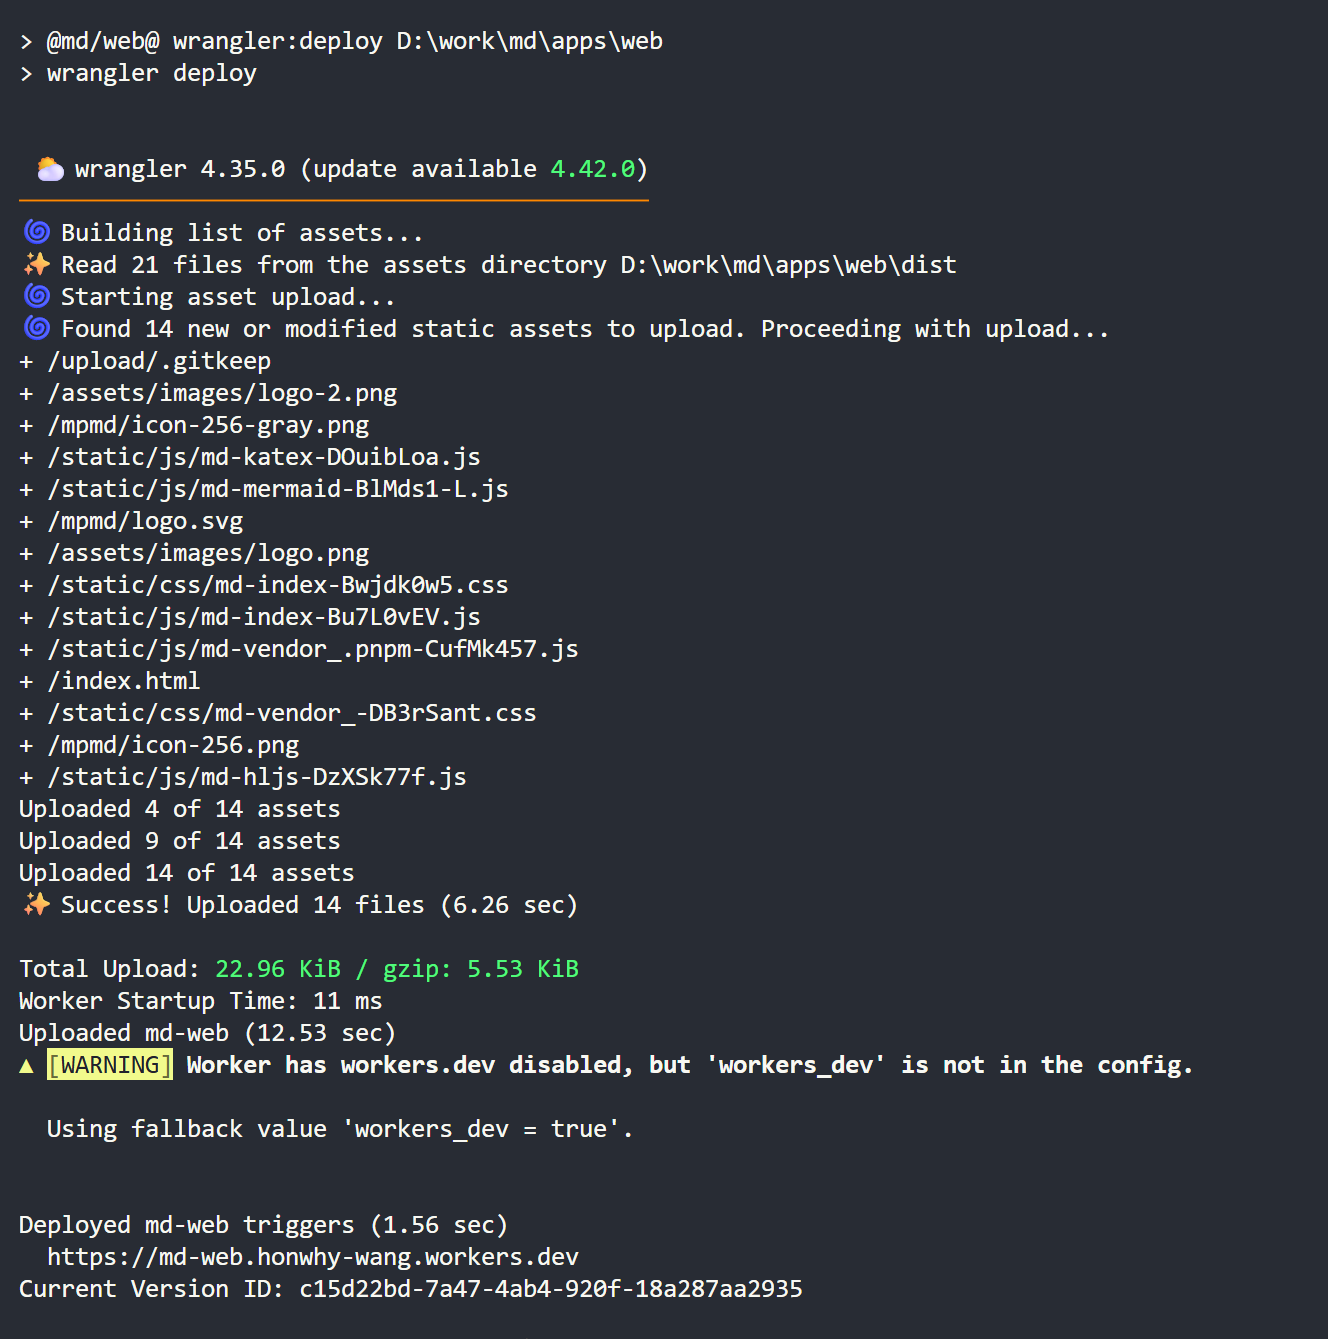 > @md/web@ wrangler:deploy D:\work\md\apps\web
> wrangler deploy
wrangler 4.35.0 (update available 4.42.0)
Building list of assets...
Read 21 files from the assets directory D:\work\md\apps\web\dist
Starting asset upload...
Found 14 new or modified static assets to upload. Proceeding with upload...
+ /upload/.gitkeep
+ /assets/images/logo-2.png
+ /mpmd/icon-256-gray.png
+ /static/js/md-katex-DOuibLoa.js
+ /static/js/md-mermaid-BlMds1-L.js
+ /mpmd/logo.svg
+ /assets/images/logo.png
+ /static/css/md-index-Bwjdk0w5.css
+ /static/js/md-index-Bu7L0vEV.js
+ /static/js/md-vendor_.pnpm-CufMk457.js
+ /index.html
+ /static/css/md-vendor_-DB3rSant.css
+ /mpmd/icon-256.png
+ /static/js/md-hljs-DzXSk77f.js
Uploaded 4 of 14 assets
Uploaded 9 of 14 assets
Uploaded 14 of 14 assets
Success! Uploaded 14 files (6.26 sec)
Total Upload: 22.96 KiB / gzip: 5.53 KiB
Worker Startup Time: 11 ms
Uploaded md-web (12.53 sec)
▲ [WARNING] Worker has workers.dev disabled, but 'workers_dev' is not in the config.
Using fallback value 'workers_dev = true'.
Deployed md-web triggers (1.56 sec)
https://md-web.honwhy-wang.workers.dev
Current Version ID: c15d22bd-7a47-4ab4-920f-18a287aa2935